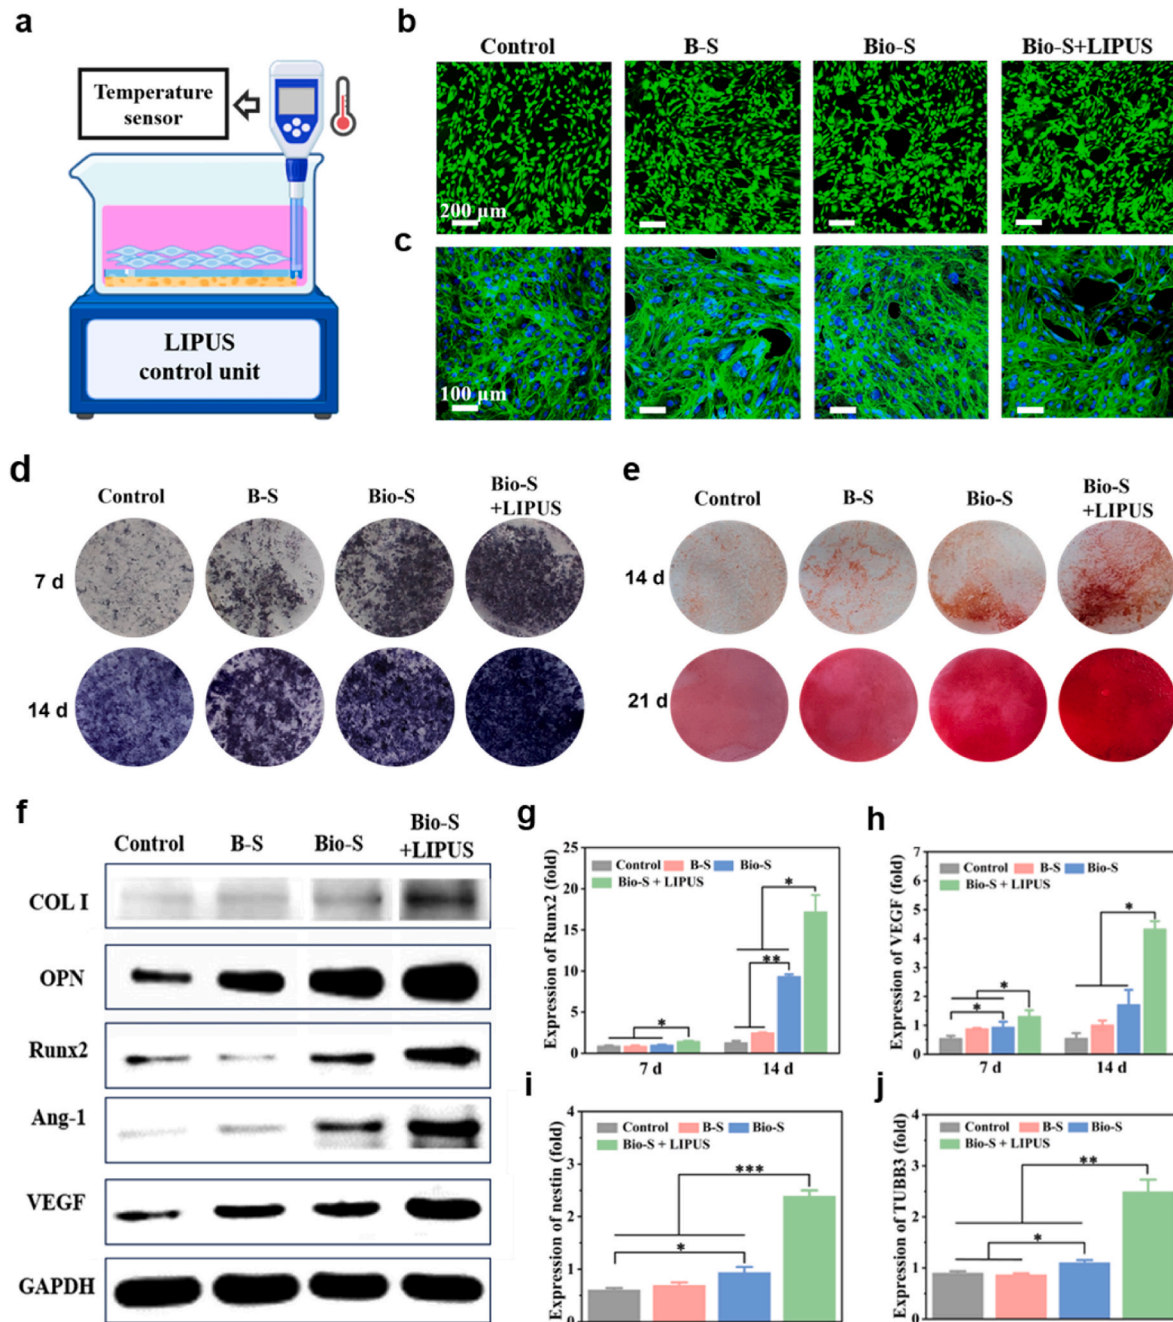 a
Temperature
sensor
LIPUS
control unit
b
Control B-S Bio-S Bio-S+LIPUS
200 µm
c
100 µm
d
Control B-S Bio-S Bio-S
+LIPUS
7 d
14 d
e
Control B-S Bio-S Bio-S
+LIPUS
14 d
21 d
f
Control B-S Bio-S Bio-S
+LIPUS
COL I
OPN
Runx2
Ang-1
VEGF
GAPDH
g
Expression of Runx2 (fold)
25
20
15
10
5
0
Control B-S Bio-S
Bio-S + LIPUS
*
**
*
7 d 14 d
h
Expression of VEGF (fold)
7
6
5
4
3
2
1
0
Control B-S Bio-S
Bio-S + LIPUS
*
*
*
7 d 14 d
i
Expression of nestin (fold)
4
3
2
1
0
Control B-S Bio-S
Bio-S + LIPUS
***
*
j
Expression of TUBB3 (fold)
4
3
2
1
0
Control B-S Bio-S
Bio-S + LIPUS
**
*